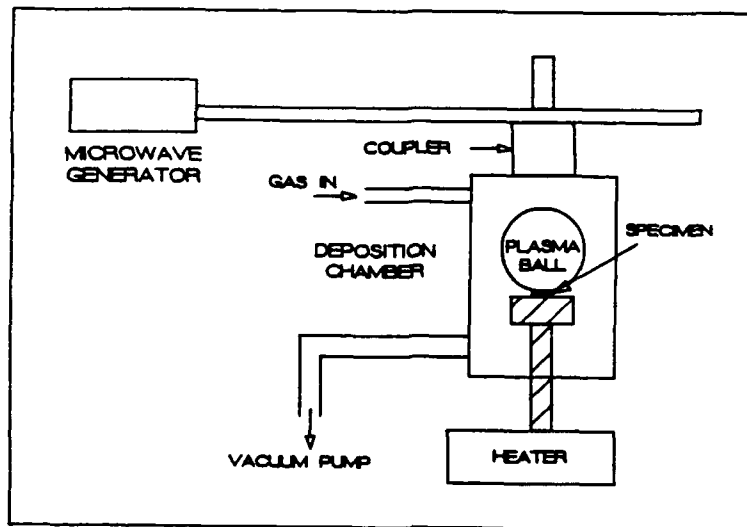 MICROWAVE
GENERATOR
COUPLER
GAS IN
SPECIMEN
PLASMA
BALL
DEPOSITION
CHAMBER
VACUUM PUMP
HEATER